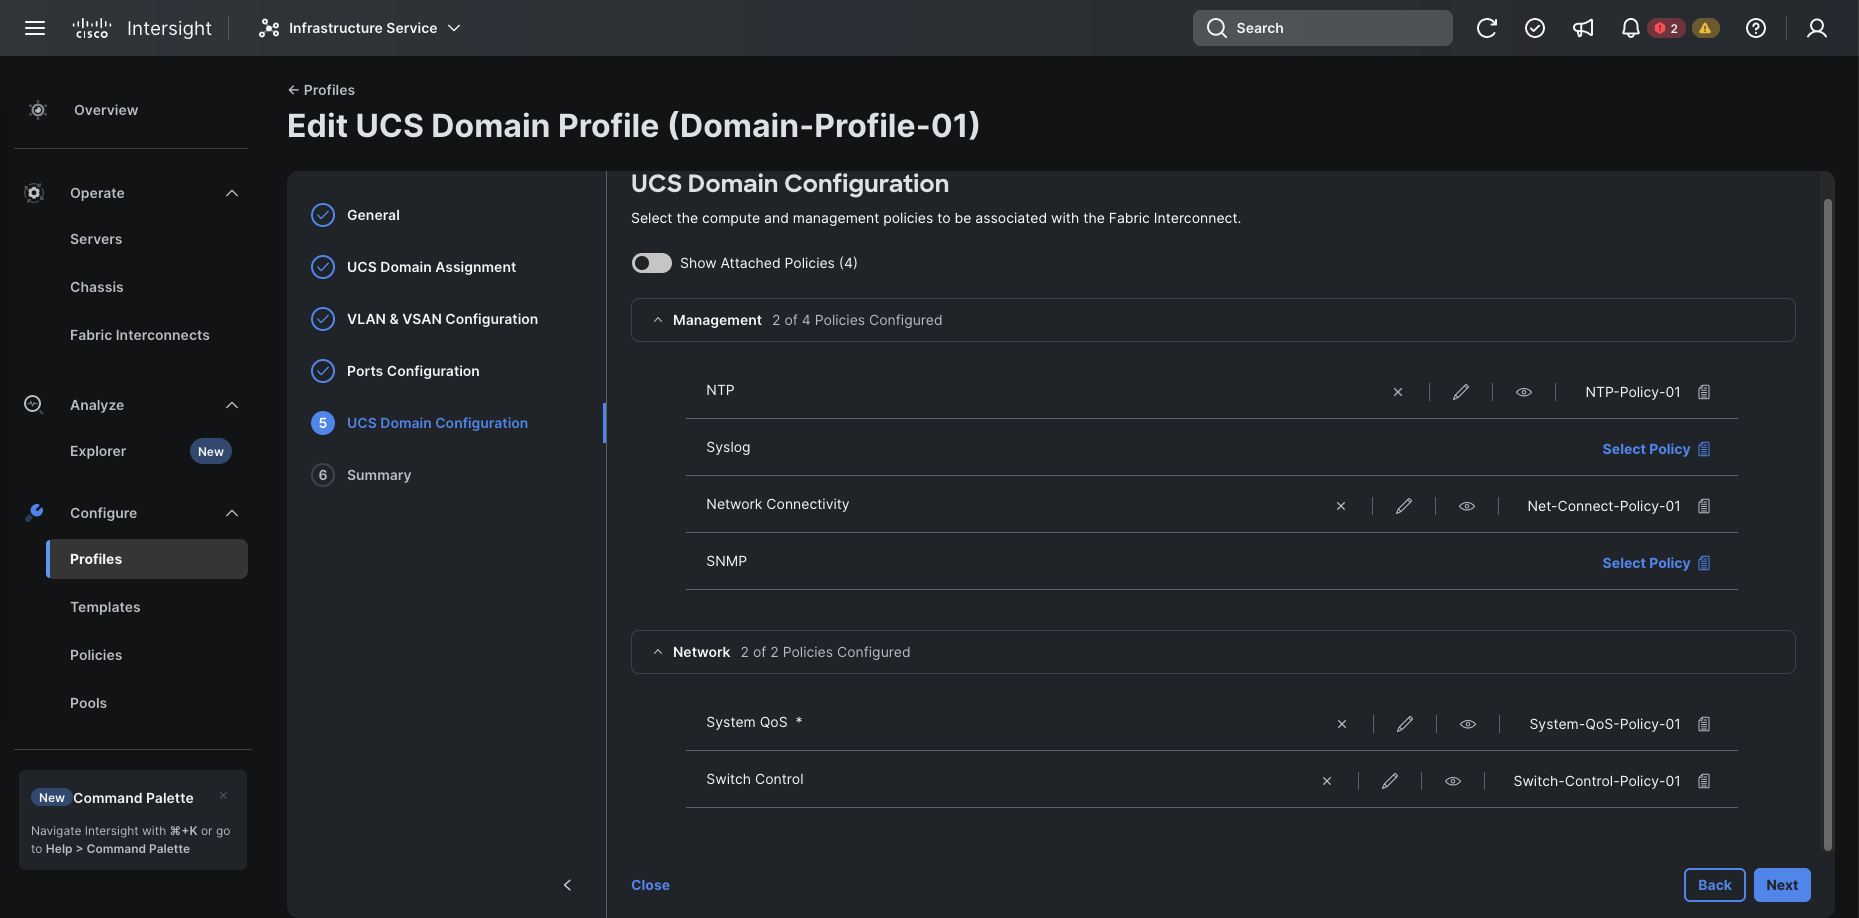 cisco Intersight Infrastructure Service Search 2
Overview
Operate
Servers
Chassis
Fabric Interconnects
Analyze
Explorer New
Configure
Profiles
Templates
Policies
Pools
New Command Palette
Navigate Intersight with ⌘+K or go
to Help > Command Palette
← Profiles
Edit UCS Domain Profile (Domain-Profile-01)
General
UCS Domain Assignment
VLAN & VSAN Configuration
Ports Configuration
5 UCS Domain Configuration
6 Summary
UCS Domain Configuration
Select the compute and management policies to be associated with the Fabric Interconnect.
Show Attached Policies (4)
Management 2 of 4 Policies Configured
NTP NTP-Policy-01
Syslog Select Policy
Network Connectivity Net-Connect-Policy-01
SNMP Select Policy
Network 2 of 2 Policies Configured
System QoS * System-QoS-Policy-01
Switch Control Switch-Control-Policy-01
Close Back Next